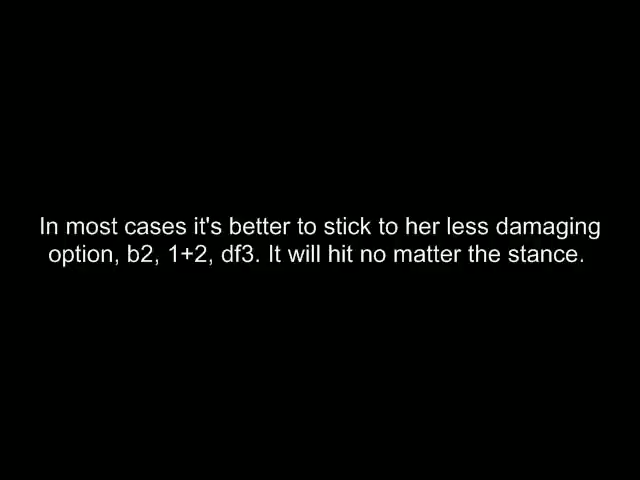 In most cases it's better to stick to her less damaging
option, b2, 1+2, df3. It will hit no matter the stance.